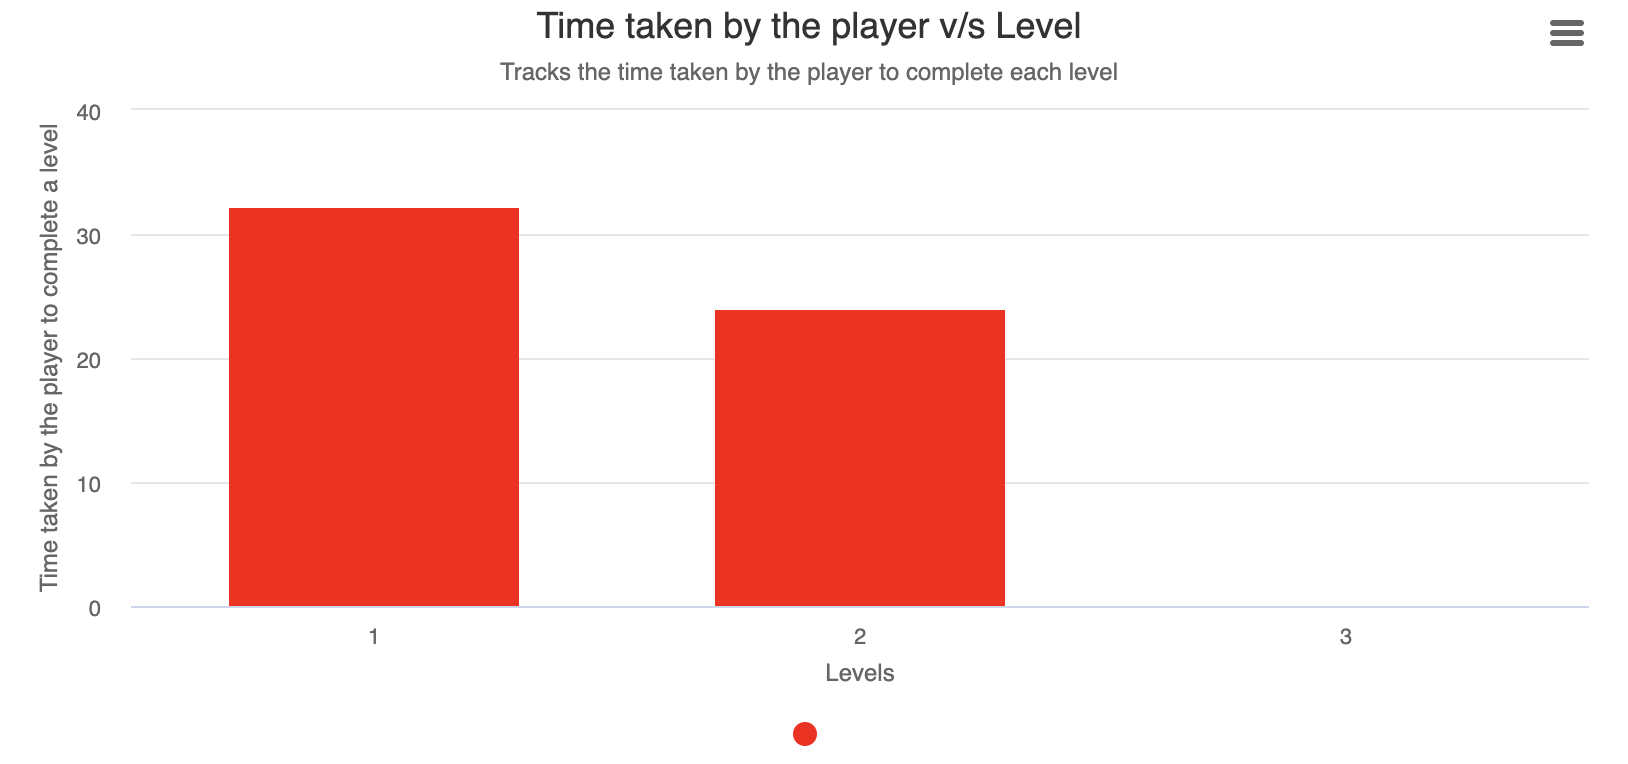 Time taken by the player v/s Level
Tracks the time taken by the player to complete each level
Time taken by the player to complete a level
40
30
20
10
0
1
2
3
Levels